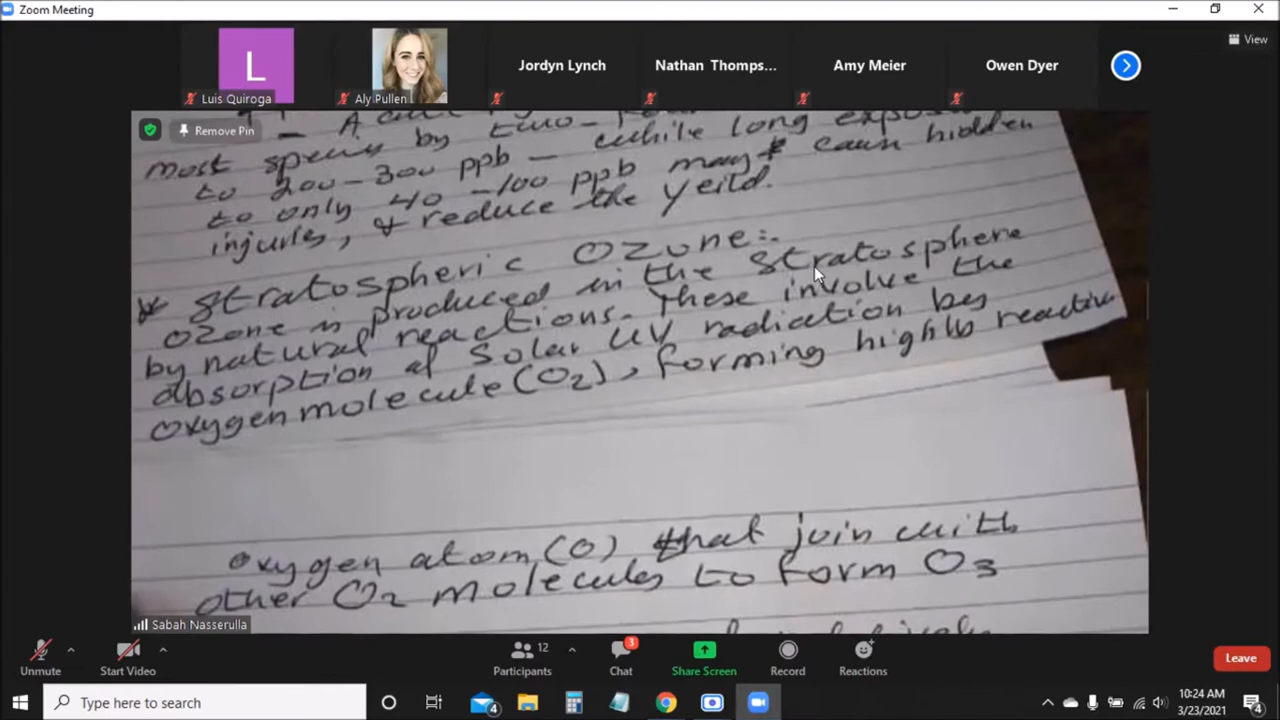 Zoom Meeting
View
L
Luis Quiroga
Aly Pullen
Jordyn Lynch
Nathan Thomps...
Amy Meier
Owen Dyer
Remove Pin
- A
most species by two-
to 200-300 ppb - while long
to only 40-100 ppb may cause hidden
injuries, & reduce the yeild.
* Stratospheric Ozone:-
Ozone is produced in the stratosphere
by natural reactions. These involve the
absorption of Solar UV radiation by
oxygen molecule (O2), forming highly reactive
oxygen atom (O) that join with
other O2 molecules to form O3
Sabah Nasserulla
Unmute
Start Video
Participants
12
Chat
3
Share Screen
Record
Reactions
Leave
Type here to search
4
10:24 AM
3/23/2021
4